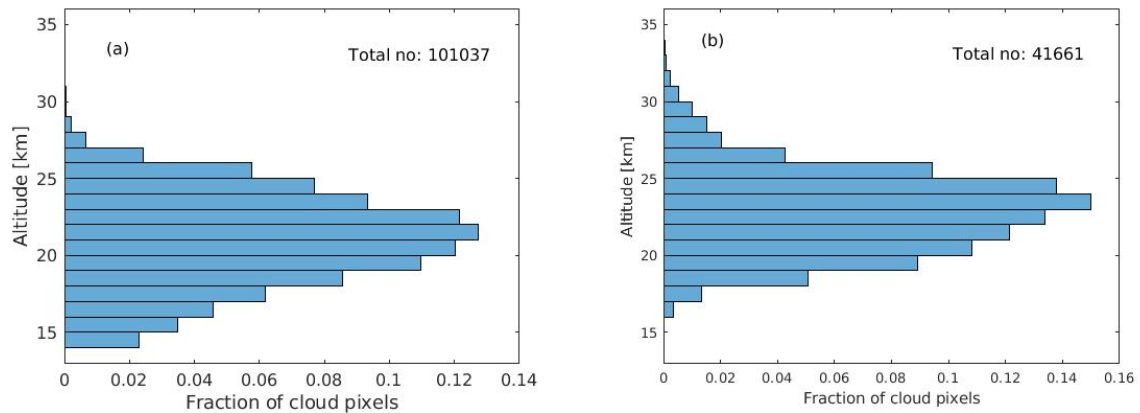 (a)
Total no: 101037
35
30
25
20
15
Altitude [km]
0 0.02 0.04 0.06 0.08 0.10 0.12 0.14
Fraction of cloud pixels
(b)
Total no: 41661
35
30
25
20
15
Altitude [km]
0 0.02 0.04 0.06 0.08 0.10 0.12 0.14 0.16
Fraction of cloud pixels